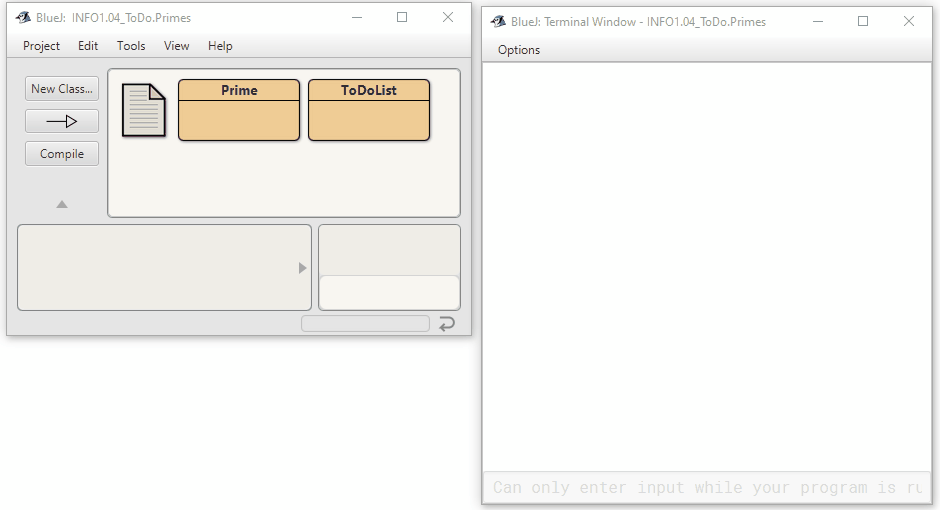 BlueJ: INFO1.04_ToDo.Primes
Project Edit Tools View Help
New Class...
Compile
Prime
ToDoList
BlueJ: Terminal Window - INFO1.04_ToDo.Primes
Options
Can only enter input while your program is